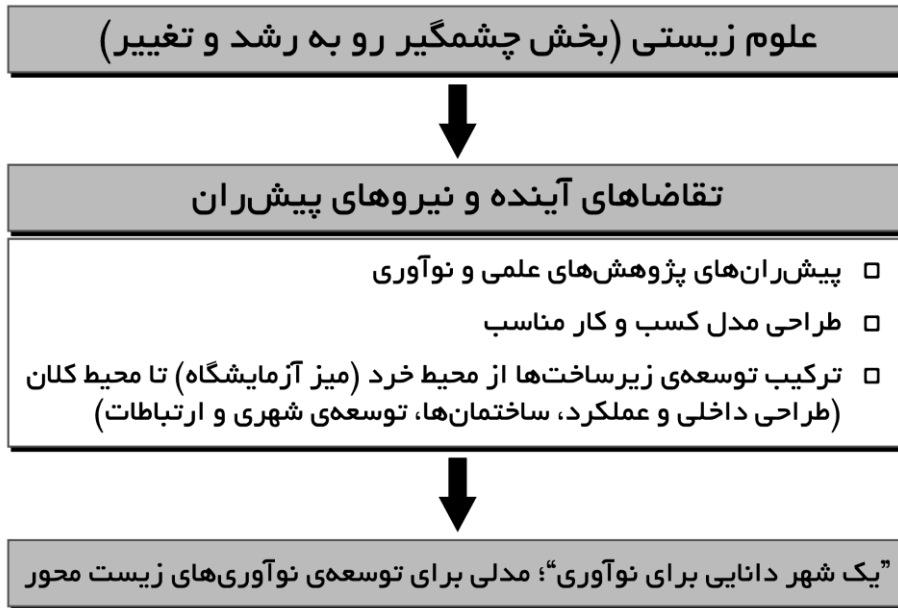 علوم زیستی (بخش چشمگیر رو به رشد و تغییر)
تقاضاهای آینده و نیروهای پیش‌ران
پیش‌ران‌های پژوهش‌های علمی و نوآوری
طراحی مدل کسب و کار مناسب
ترکیب توسعه‌ی زیرساخت‌ها از محیط خرد (میز آزمایشگاه) تا محیط کلان
(طراحی داخلی و عملکرد، ساختمان‌ها، توسعه‌ی شهری و ارتباطات)
”یک شهر دانایی برای نوآوری“؛ مدلی برای توسعه‌ی نوآوری‌های زیست محور